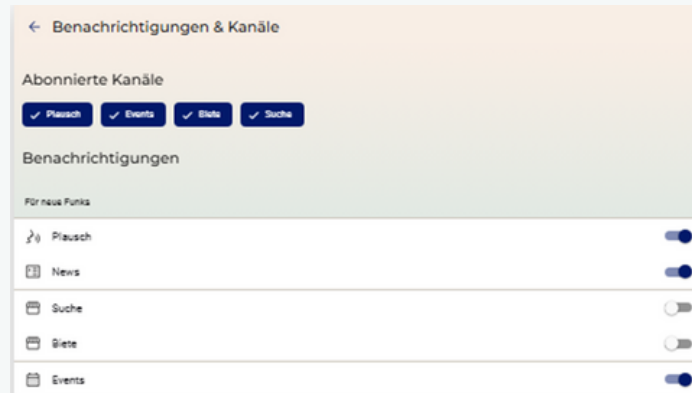 Benachrichtigungen & Kanäle
Abonnierte Kanäle
Plausch Events Biete Suche
Benachrichtigungen
Für neue Funks
Plausch
News
Suche
Biete
Events